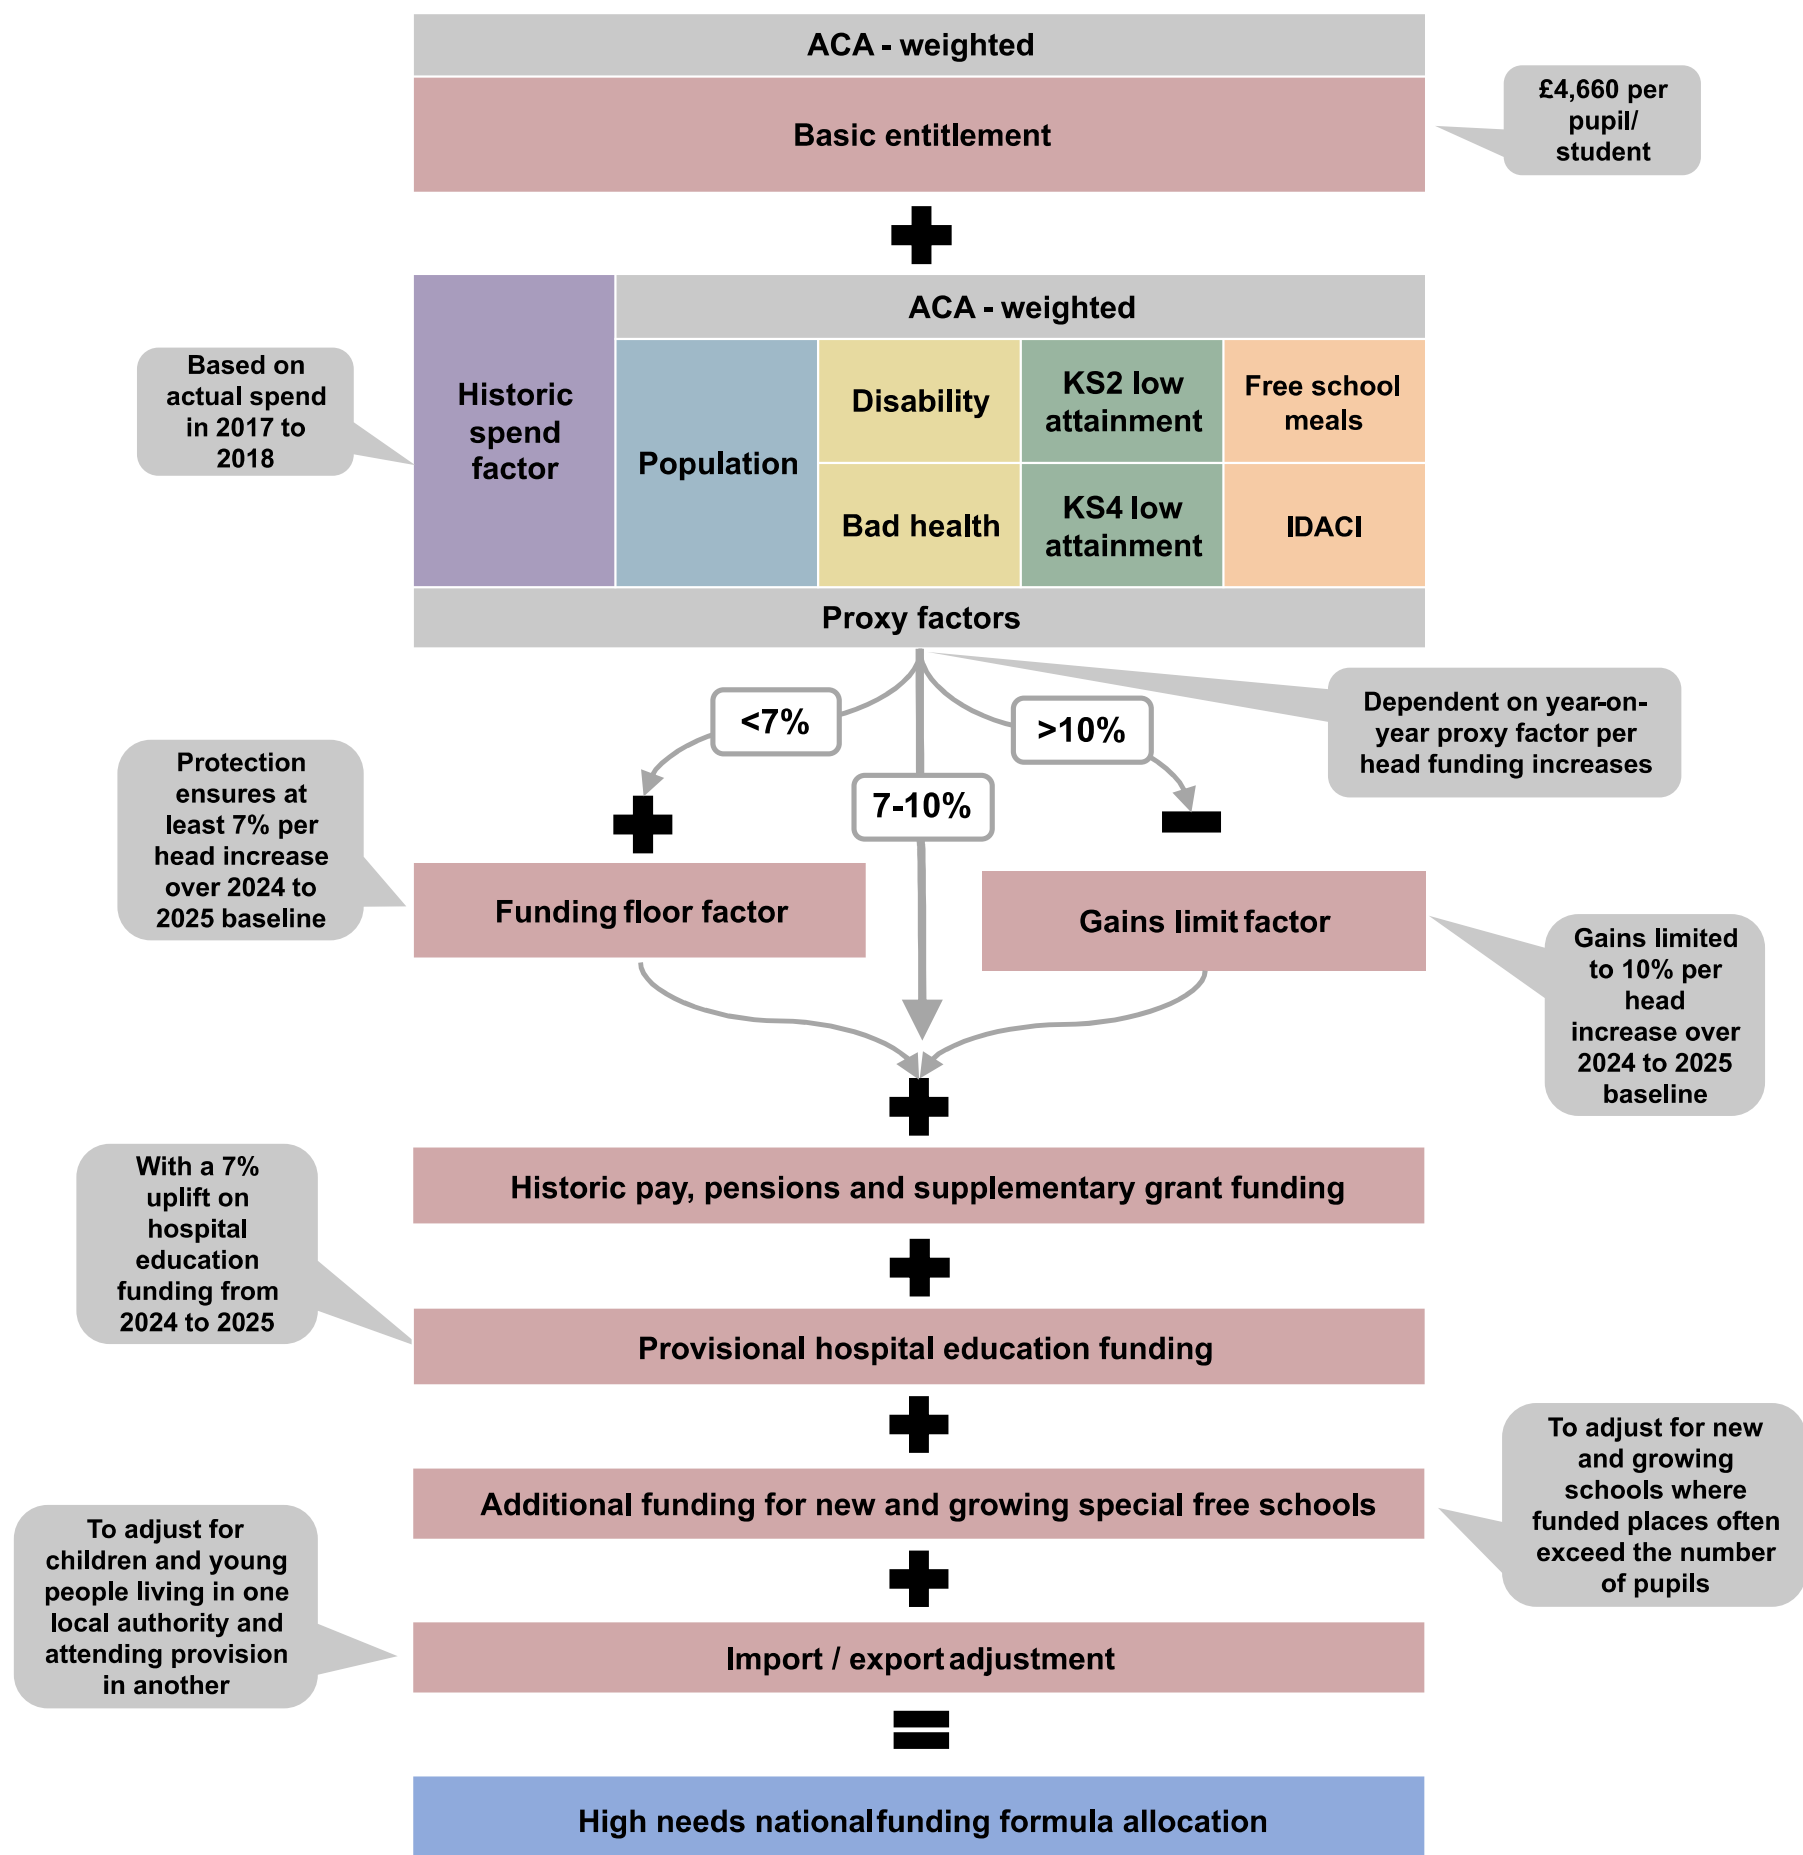 ACA - weighted
Basic entitlement
£4,660 per
pupil/
student
Based on
actual spend
in 2017 to
2018
Historic
spend
factor
ACA - weighted
Population
Disability
KS2 low
attainment
Free school
meals
Bad health
KS4 low
attainment
IDACI
Proxy factors
<7%
7-10%
>10%
Dependent on year-on-
year proxy factor per
head funding increases
Protection
ensures at
least 7% per
head increase
over 2024 to
2025 baseline
Funding floor factor
Gains limit factor
Gains limited
to 10% per
head
increase over
2024 to 2025
baseline
Historic pay, pensions and supplementary grant funding
With a 7%
uplift on
hospital
education
funding from
2024 to 2025
Provisional hospital education funding
Additional funding for new and growing special free schools
To adjust for new
and growing
schools where
funded places often
exceed the number
of pupils
To adjust for
children and young
people living in one
local authority and
attending provision
in another
Import / export adjustment
High needs national funding formula allocation